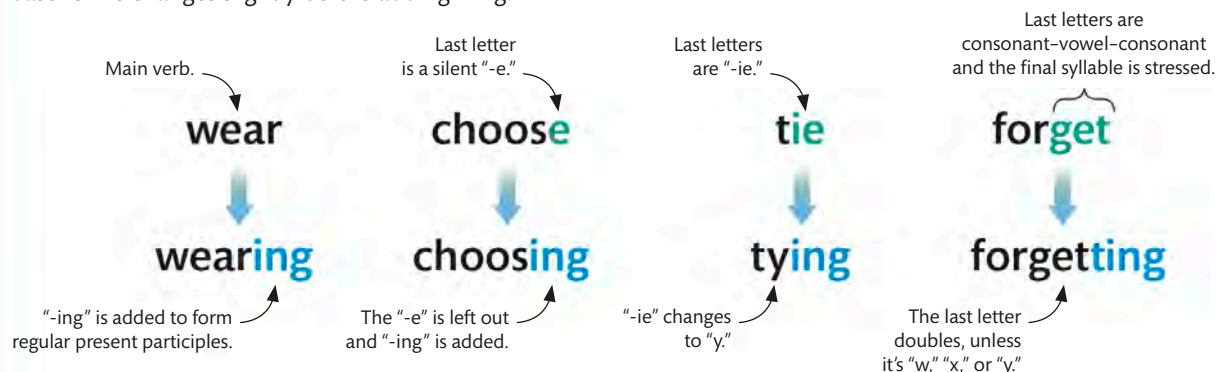 Main verb.
Last letter
is a silent “-e.”
Last letters
are “-ie.”
Last letters are
consonant–vowel–consonant
and the final syllable is stressed.
wear
choose
tie
forget
wearing
choosing
tying
forgetting
“-ing” is added to form
regular present participles.
The “-e” is left out
and “-ing” is added.
“-ie” changes
to “y.”
The last letter
doubles, unless
it’s “w,” “x,” or “y.”